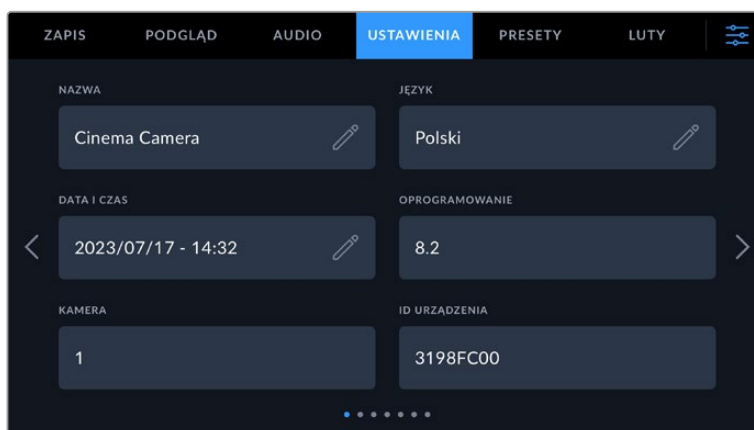 ZAPIS PODGLĄD AUDIO USTAWIENIA PRESETY LUTY
NAZWA JĘZYK
Cinema Camera Polski
DATA I CZAS OPROGRAMOWANIE
2023/07/17 - 14:32 8.2
KAMERA ID URZĄDZENIA
1 3198FC00